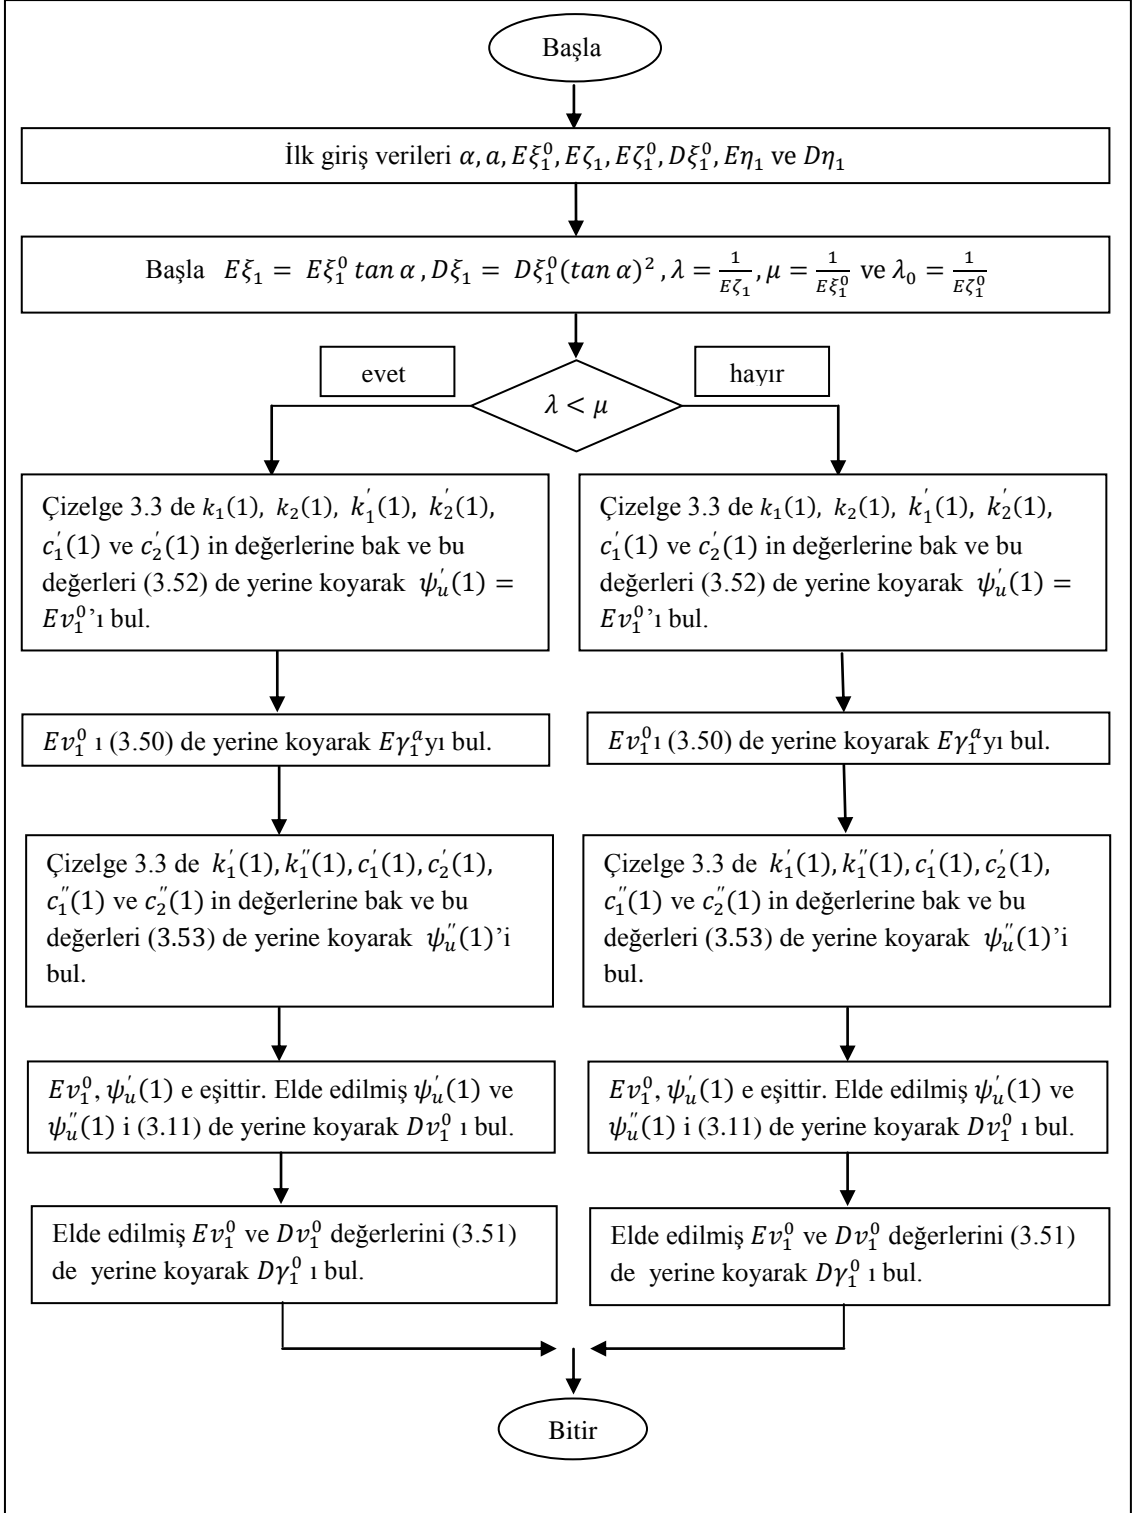 Başla
İlk giriş verileri α, a, Eξ₁⁰, Eζ₁, Eζ₁⁰, Dξ₁⁰, Eη₁ ve Dη₁
Başla Eξ₁ = Eξ₁⁰ tan α, Dξ₁ = Dξ₁⁰(tan α)², λ = 1/Eζ₁, μ = 1/Eξ₁⁰ ve λ₀ = 1/Eζ₁⁰
evet
hayır
λ < μ
Çizelge 3.3 de k₁(1), k₂(1), k₁′(1), k₂′(1),
c₁′(1) ve c₂′(1) in değerlerine bak ve bu
değerleri (3.52) de yerine koyarak ψᵤ′(1) =
Ev₁⁰’ı bul.
Çizelge 3.3 de k₁(1), k₂(1), k₁′(1), k₂′(1),
c₁′(1) ve c₂′(1) in değerlerine bak ve bu
değerleri (3.52) de yerine koyarak ψᵤ′(1) =
Ev₁⁰’ı bul.
Ev₁⁰ ı (3.50) de yerine koyarak Eγ₁ᵃyı bul.
Ev₁⁰ı (3.50) de yerine koyarak Eγ₁ᵃyı bul.
Çizelge 3.3 de k₁′(1), k₁″(1), c₁′(1), c₂′(1),
c₁″(1) ve c₂″(1) in değerlerine bak ve bu
değerleri (3.53) de yerine koyarak ψᵤ″(1)’i
bul.
Çizelge 3.3 de k₁′(1), k₁″(1), c₁′(1), c₂′(1),
c₁″(1) ve c₂″(1) in değerlerine bak ve bu
değerleri (3.53) de yerine koyarak ψᵤ″(1)’i
bul.
Ev₁⁰, ψᵤ′(1) e eşittir. Elde edilmiş ψᵤ′(1) ve
ψᵤ″(1) i (3.11) de yerine koyarak Dv₁⁰ ı bul.
Ev₁⁰, ψᵤ′(1) e eşittir. Elde edilmiş ψᵤ′(1) ve
ψᵤ″(1) i (3.11) de yerine koyarak Dv₁⁰ ı bul.
Elde edilmiş Ev₁⁰ ve Dv₁⁰ değerlerini (3.51)
de yerine koyarak Dγ₁⁰ ı bul.
Elde edilmiş Ev₁⁰ ve Dv₁⁰ değerlerini (3.51)
de yerine koyarak Dγ₁⁰ ı bul.
Bitir